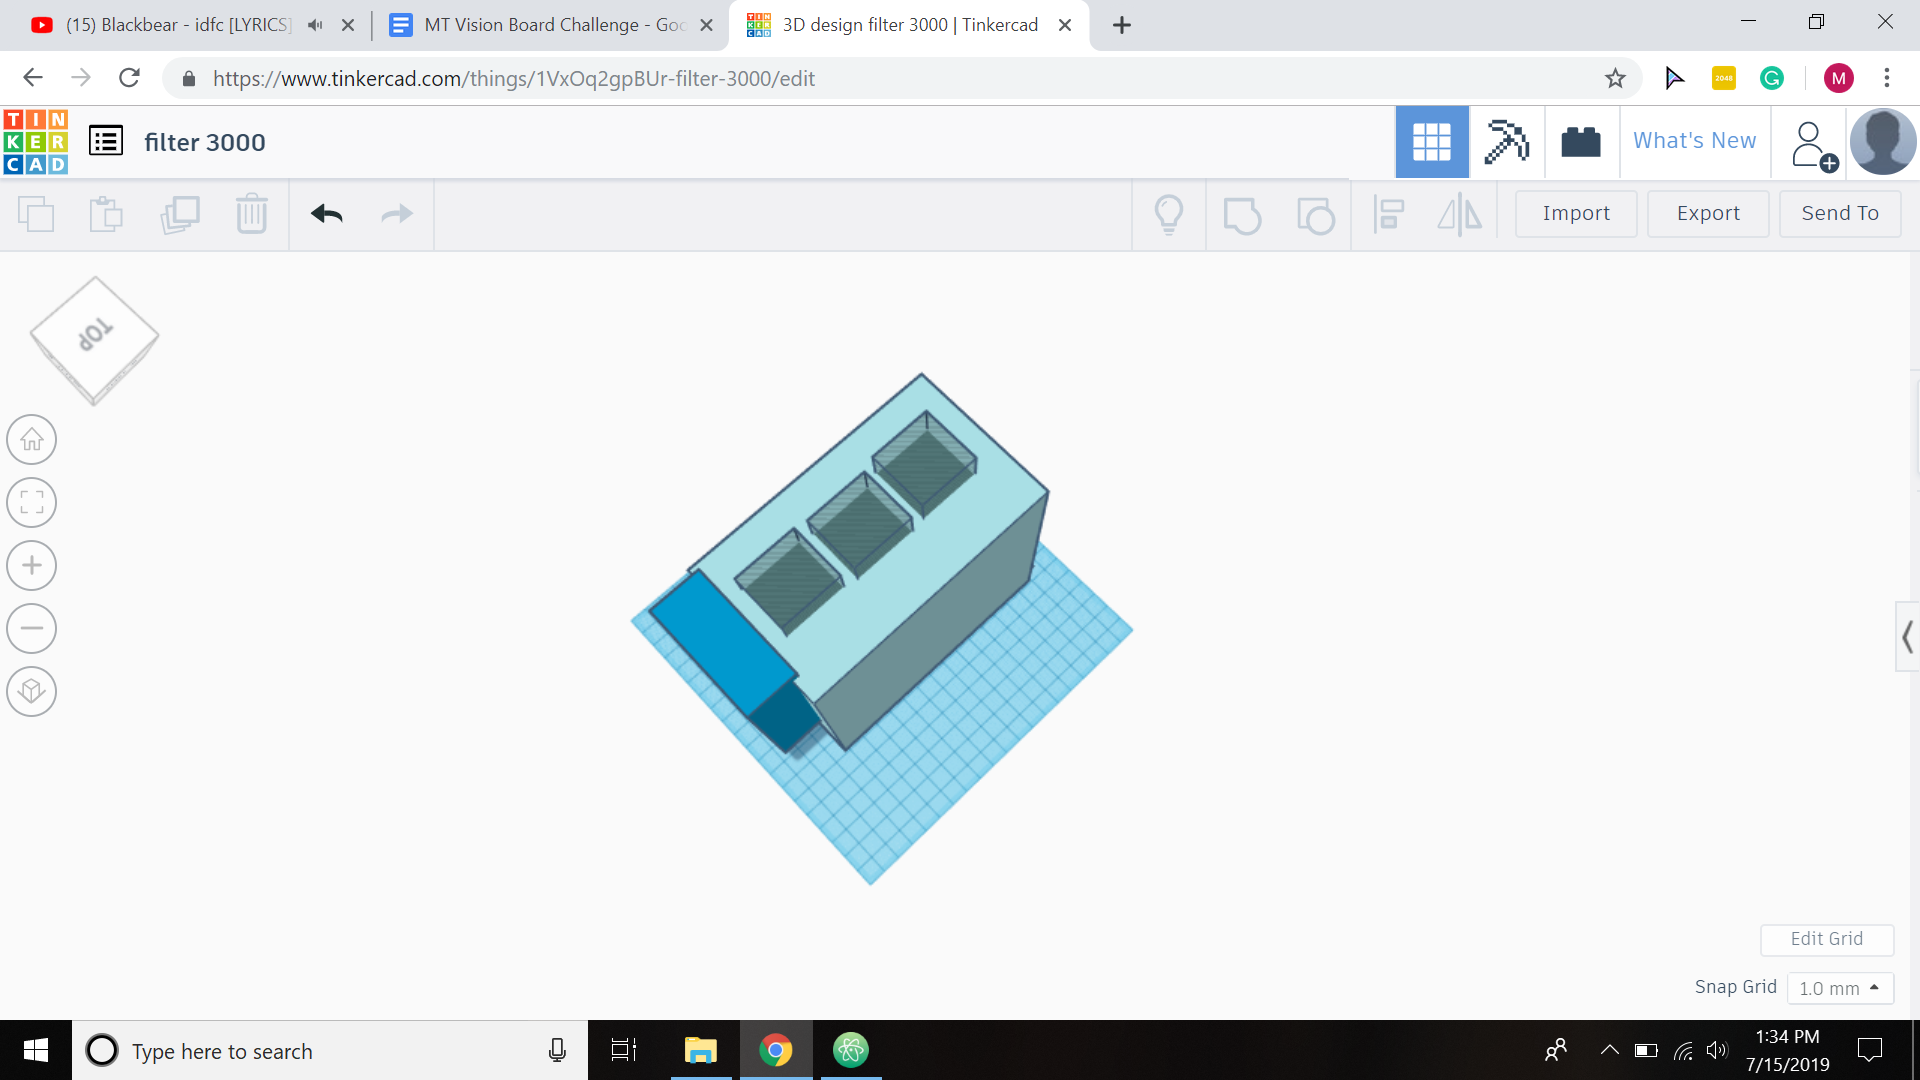 (15) Blackbear - idfc [LYRICS]
MT Vision Board Challenge - Goo
3D design filter 3000 | Tinkercad
https://www.tinkercad.com/things/1VxOq2gpBUr-filter-3000/edit
2048
G
M
TIN
KER
CAD
filter 3000
What's New
Import
Export
Send To
TOP
Edit Grid
Snap Grid
1.0 mm
Type here to search
1:34 PM
7/15/2019